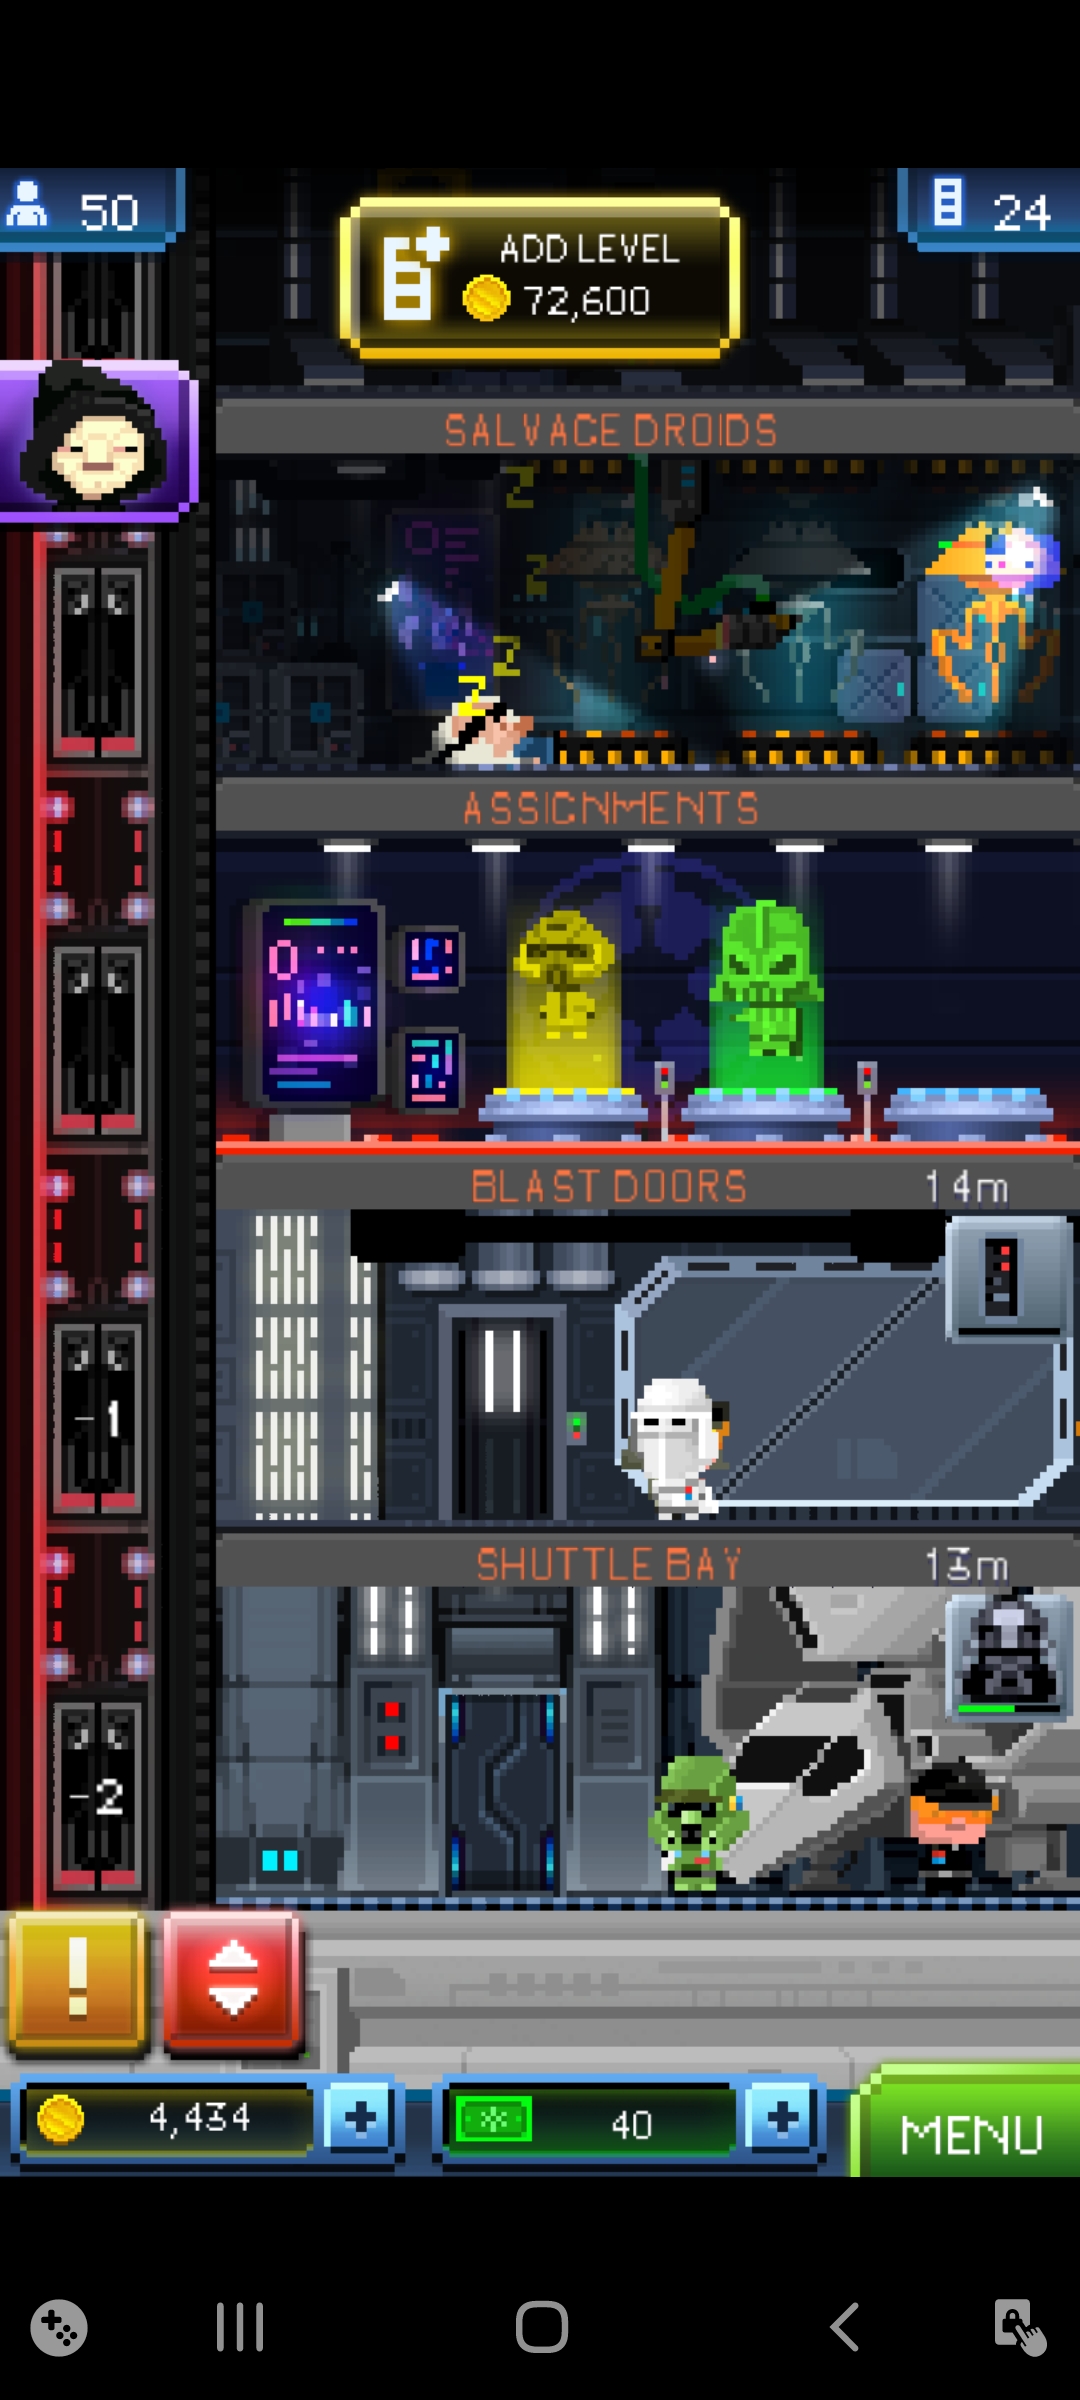 50
ADD LEVEL
72,600
24
SALVAGE DROIDS
Z
Z
Z
Z
ASSIGNMENTS
BLAST DOORS 14m
-1
SHUTTLE BAY 13m
-2
!
4,434
40
MENU